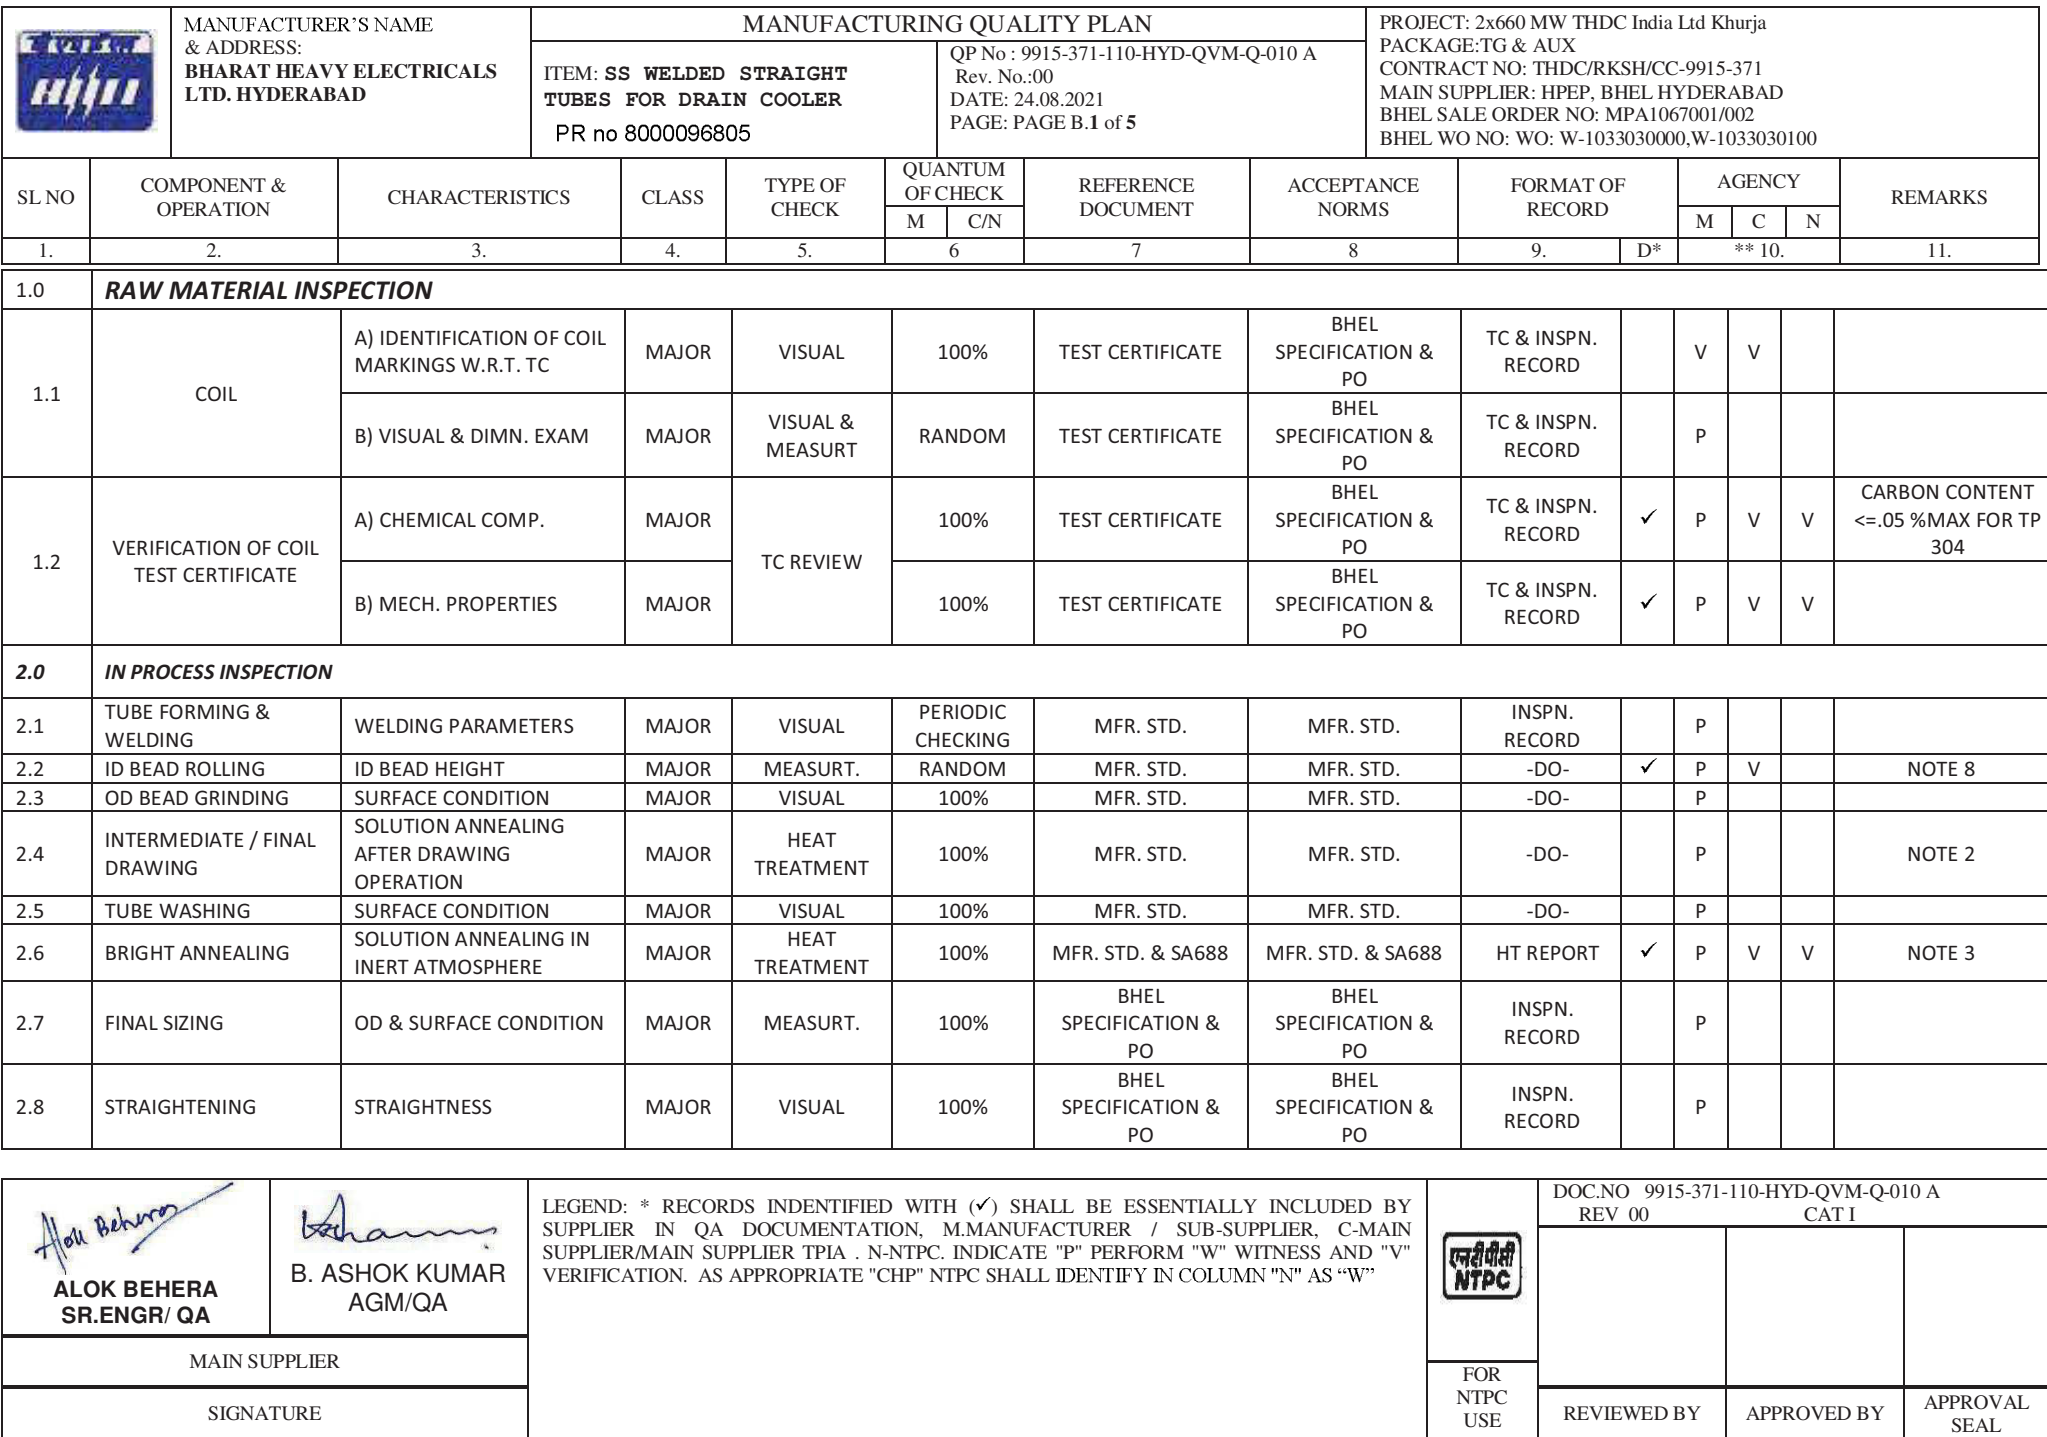 बीएचईएल
MANUFACTURER'S NAME
& ADDRESS:
BHARAT HEAVY ELECTRICALS
LTD. HYDERABAD
MANUFACTURING QUALITY PLAN
ITEM: SS WELDED STRAIGHT
TUBES FOR DRAIN COOLER
PR no 8000096805
QP No : 9915-371-110-HYD-QVM-Q-010 A
Rev. No.:00
DATE: 24.08.2021
PAGE: PAGE B.1 of 5
PROJECT: 2x660 MW THDC India Ltd Khurja
PACKAGE:TG & AUX
CONTRACT NO: THDC/RKSH/CC-9915-371
MAIN SUPPLIER: HPEP, BHEL HYDERABAD
BHEL SALE ORDER NO: MPA1067001/002
BHEL WO NO: WO: W-1033030000,W-1033030100
SL NO
COMPONENT &
OPERATION
CHARACTERISTICS
CLASS
TYPE OF
CHECK
QUANTUM
OF CHECK
M C/N
REFERENCE
DOCUMENT
ACCEPTANCE
NORMS
FORMAT OF
RECORD
AGENCY
M C N
REMARKS
1. 2. 3. 4. 5. 6 7 8 9. D* ** 10. 11.
1.0 RAW MATERIAL INSPECTION
1.1
COIL
A) IDENTIFICATION OF COIL
MARKINGS W.R.T. TC
MAJOR
VISUAL
100%
TEST CERTIFICATE
BHEL
SPECIFICATION &
PO
TC & INSPN.
RECORD
V V
B) VISUAL & DIMN. EXAM
MAJOR
VISUAL &
MEASURT
RANDOM
TEST CERTIFICATE
BHEL
SPECIFICATION &
PO
TC & INSPN.
RECORD
P
1.2
VERIFICATION OF COIL
TEST CERTIFICATE
A) CHEMICAL COMP.
MAJOR
TC REVIEW
100%
TEST CERTIFICATE
BHEL
SPECIFICATION &
PO
TC & INSPN.
RECORD
✓ P V V
CARBON CONTENT
<=.05 %MAX FOR TP
304
B) MECH. PROPERTIES
MAJOR
100%
TEST CERTIFICATE
BHEL
SPECIFICATION &
PO
TC & INSPN.
RECORD
✓ P V V
2.0 IN PROCESS INSPECTION
2.1
TUBE FORMING &
WELDING
WELDING PARAMETERS
MAJOR
VISUAL
PERIODIC
CHECKING
MFR. STD.
MFR. STD.
INSPN.
RECORD
P
2.2 ID BEAD ROLLING ID BEAD HEIGHT MAJOR MEASURT. RANDOM MFR. STD. MFR. STD. -DO- ✓ P V NOTE 8
2.3 OD BEAD GRINDING SURFACE CONDITION MAJOR VISUAL 100% MFR. STD. MFR. STD. -DO- P
2.4
INTERMEDIATE / FINAL
DRAWING
SOLUTION ANNEALING
AFTER DRAWING
OPERATION
MAJOR
HEAT
TREATMENT
100%
MFR. STD.
MFR. STD.
-DO-
P
NOTE 2
2.5 TUBE WASHING SURFACE CONDITION MAJOR VISUAL 100% MFR. STD. MFR. STD. -DO- P
2.6
BRIGHT ANNEALING
SOLUTION ANNEALING IN
INERT ATMOSPHERE
MAJOR
HEAT
TREATMENT
100%
MFR. STD. & SA688
MFR. STD. & SA688
HT REPORT
✓ P V V
NOTE 3
2.7
FINAL SIZING
OD & SURFACE CONDITION
MAJOR
MEASURT.
100%
BHEL
SPECIFICATION &
PO
BHEL
SPECIFICATION &
PO
INSPN.
RECORD
P
2.8
STRAIGHTENING
STRAIGHTNESS
MAJOR
VISUAL
100%
BHEL
SPECIFICATION &
PO
BHEL
SPECIFICATION &
PO
INSPN.
RECORD
P
Alok Behera
ALOK BEHERA
SR.ENGR/ QA
B. ASHOK KUMAR
AGM/QA
MAIN SUPPLIER
SIGNATURE
LEGEND: * RECORDS INDENTIFIED WITH (✓) SHALL BE ESSENTIALLY INCLUDED BY
SUPPLIER IN QA DOCUMENTATION, M.MANUFACTURER / SUB-SUPPLIER, C-MAIN
SUPPLIER/MAIN SUPPLIER TPIA . N-NTPC. INDICATE "P" PERFORM "W" WITNESS AND "V"
VERIFICATION. AS APPROPRIATE "CHP" NTPC SHALL IDENTIFY IN COLUMN "N" AS “W”
एनटीपीसी
NTPC
FOR
NTPC
USE
DOC.NO 9915-371-110-HYD-QVM-Q-010 A
REV 00 CAT I
REVIEWED BY
APPROVED BY
APPROVAL
SEAL